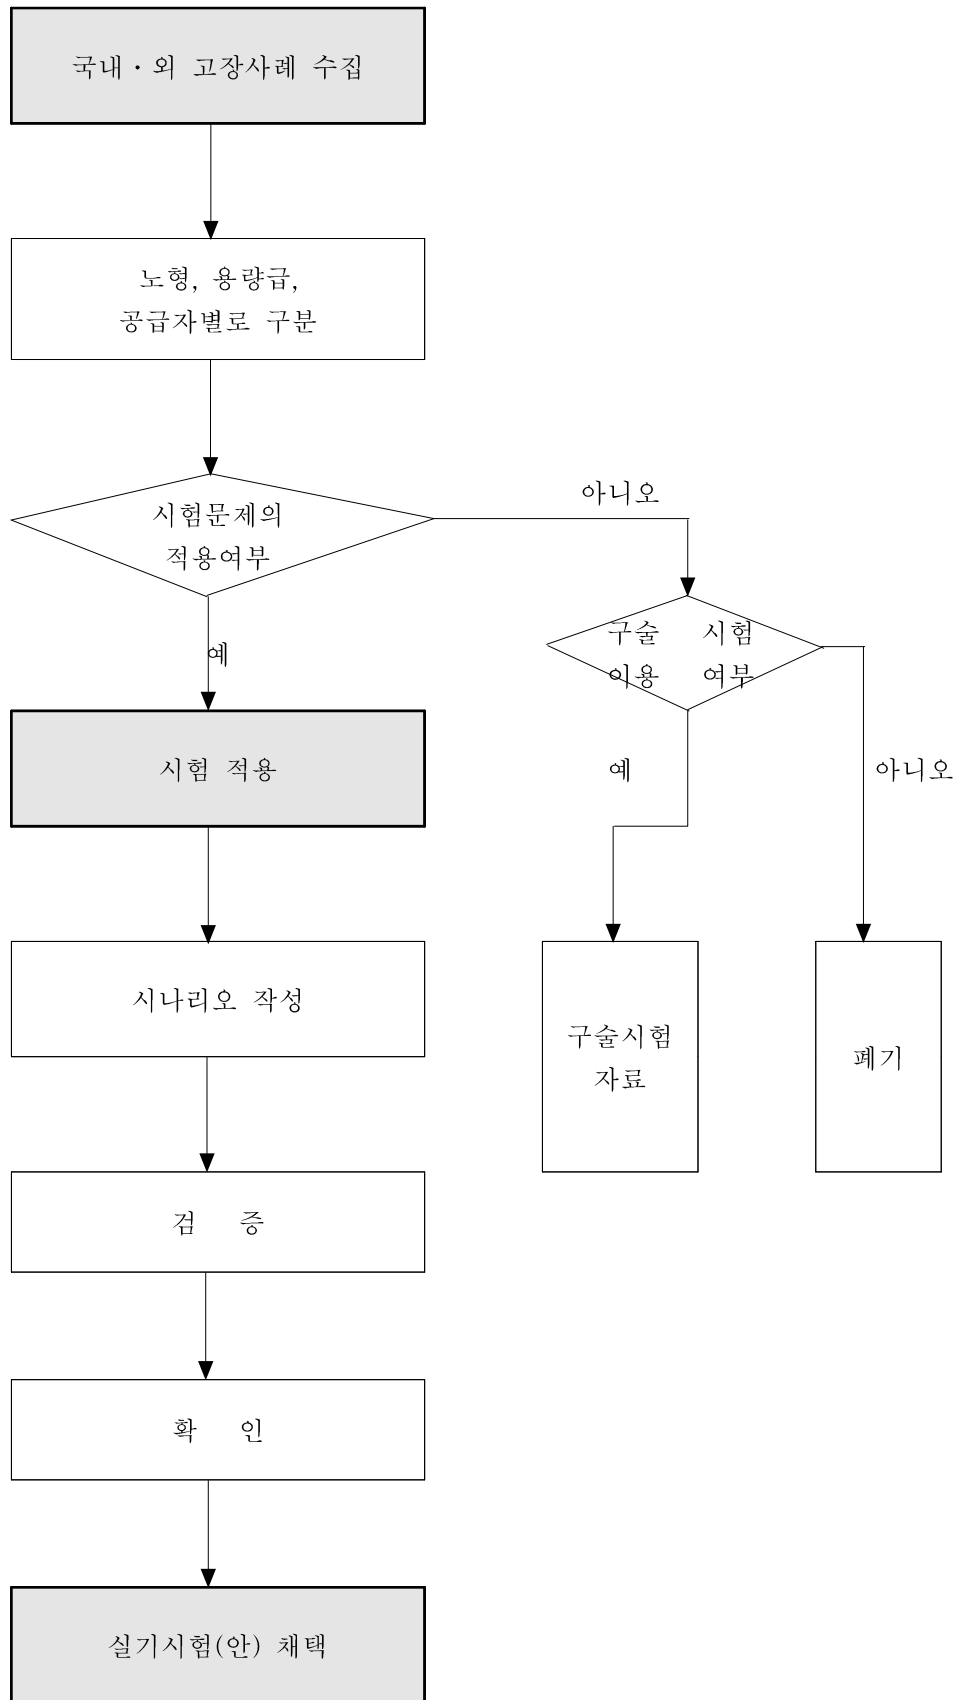 국내·외 고장사례 수집
노형, 용량급,
공급자별로 구분
시험문제의
적용여부
아니오
구술 시험
이용 여부
예
시험 적용
예
아니오
시나리오 작성
구술시험
자료
폐기
검 증
확 인
실기시험(안) 채택